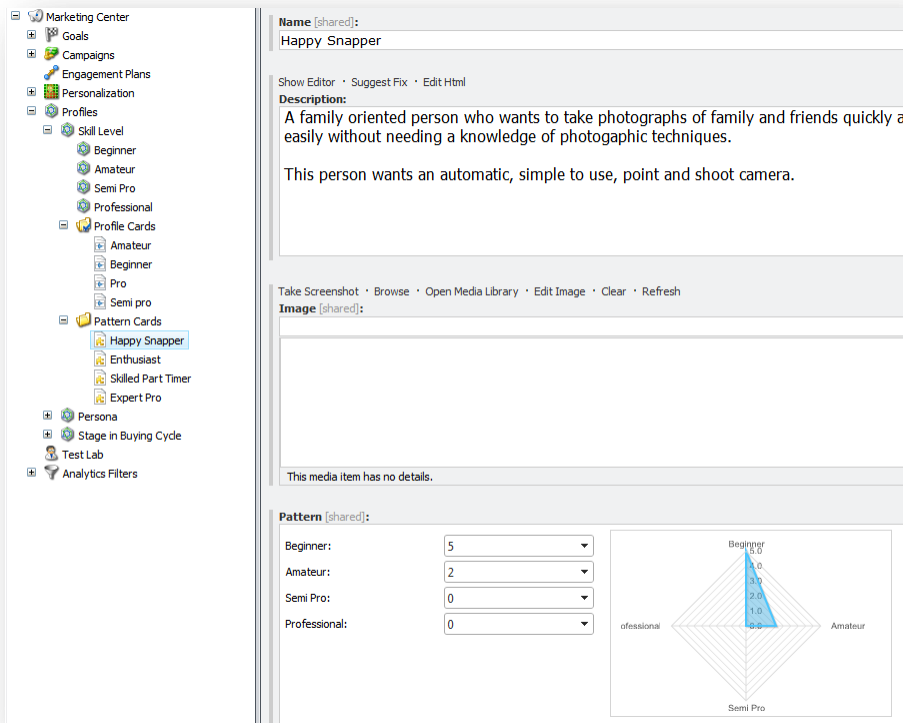 Marketing Center
Goals
Campaigns
Engagement Plans
Personalization
Profiles
Skill Level
Beginner
Amateur
Semi Pro
Professional
Profile Cards
Amateur
Beginner
Pro
Semi pro
Pattern Cards
Happy Snapper
Enthusiast
Skilled Part Timer
Expert Pro
Persona
Stage in Buying Cycle
Test Lab
Analytics Filters
Name [shared]:
Happy Snapper
Show Editor · Suggest Fix · Edit Html
Description:
A family oriented person who wants to take photographs of family and friends quickly a
easily without needing a knowledge of photogaphic techniques.
This person wants an automatic, simple to use, point and shoot camera.
Take Screenshot · Browse · Open Media Library · Edit Image · Clear · Refresh
Image [shared]:
This media item has no details.
Pattern [shared]:
Beginner: 5
Amateur: 2
Semi Pro: 0
Professional: 0
Beginner
5.0
4.0
3.0
2.0
1.0
0.0
ofessional
Amateur
Semi Pro